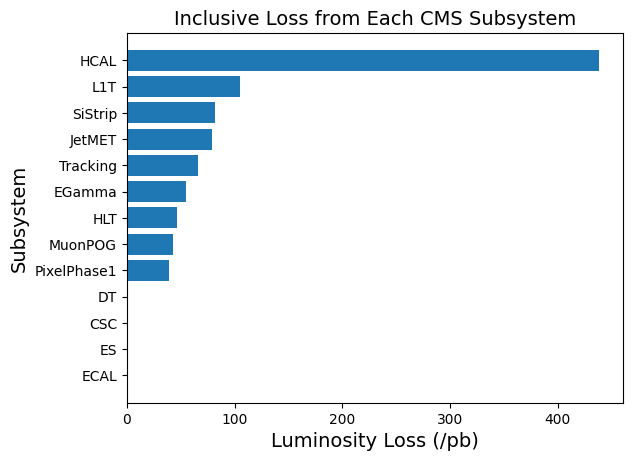 Inclusive Loss from Each CMS Subsystem
Subsystem
HCAL
L1T
SiStrip
JetMET
Tracking
EGamma
HLT
MuonPOG
PixelPhase1
DT
CSC
ES
ECAL
0 100 200 300 400
Luminosity Loss (/pb)